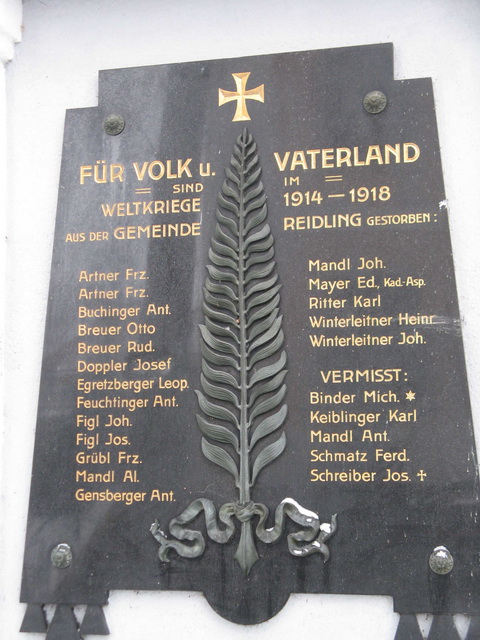 FÜR VOLK u. VATERLAND
SIND IM
WELTKRIEGE 1914–1918
AUS DER GEMEINDE REIDLING GESTORBEN:
Artner Frz.
Artner Frz.
Buchinger Ant.
Breuer Otto
Breuer Rud.
Doppler Josef
Egretzberger Leop.
Feuchtinger Ant.
Figl Joh.
Figl Jos.
Grübl Frz.
Mandl Al.
Gensberger Ant.
Mandl Joh.
Mayer Ed., Kad.-Asp.
Ritter Karl
Winterleitner Heinr.
Winterleitner Joh.
VERMISST:
Binder Mich. ✶
Keiblinger Karl
Mandl Ant.
Schmatz Ferd.
Schreiber Jos. ✢